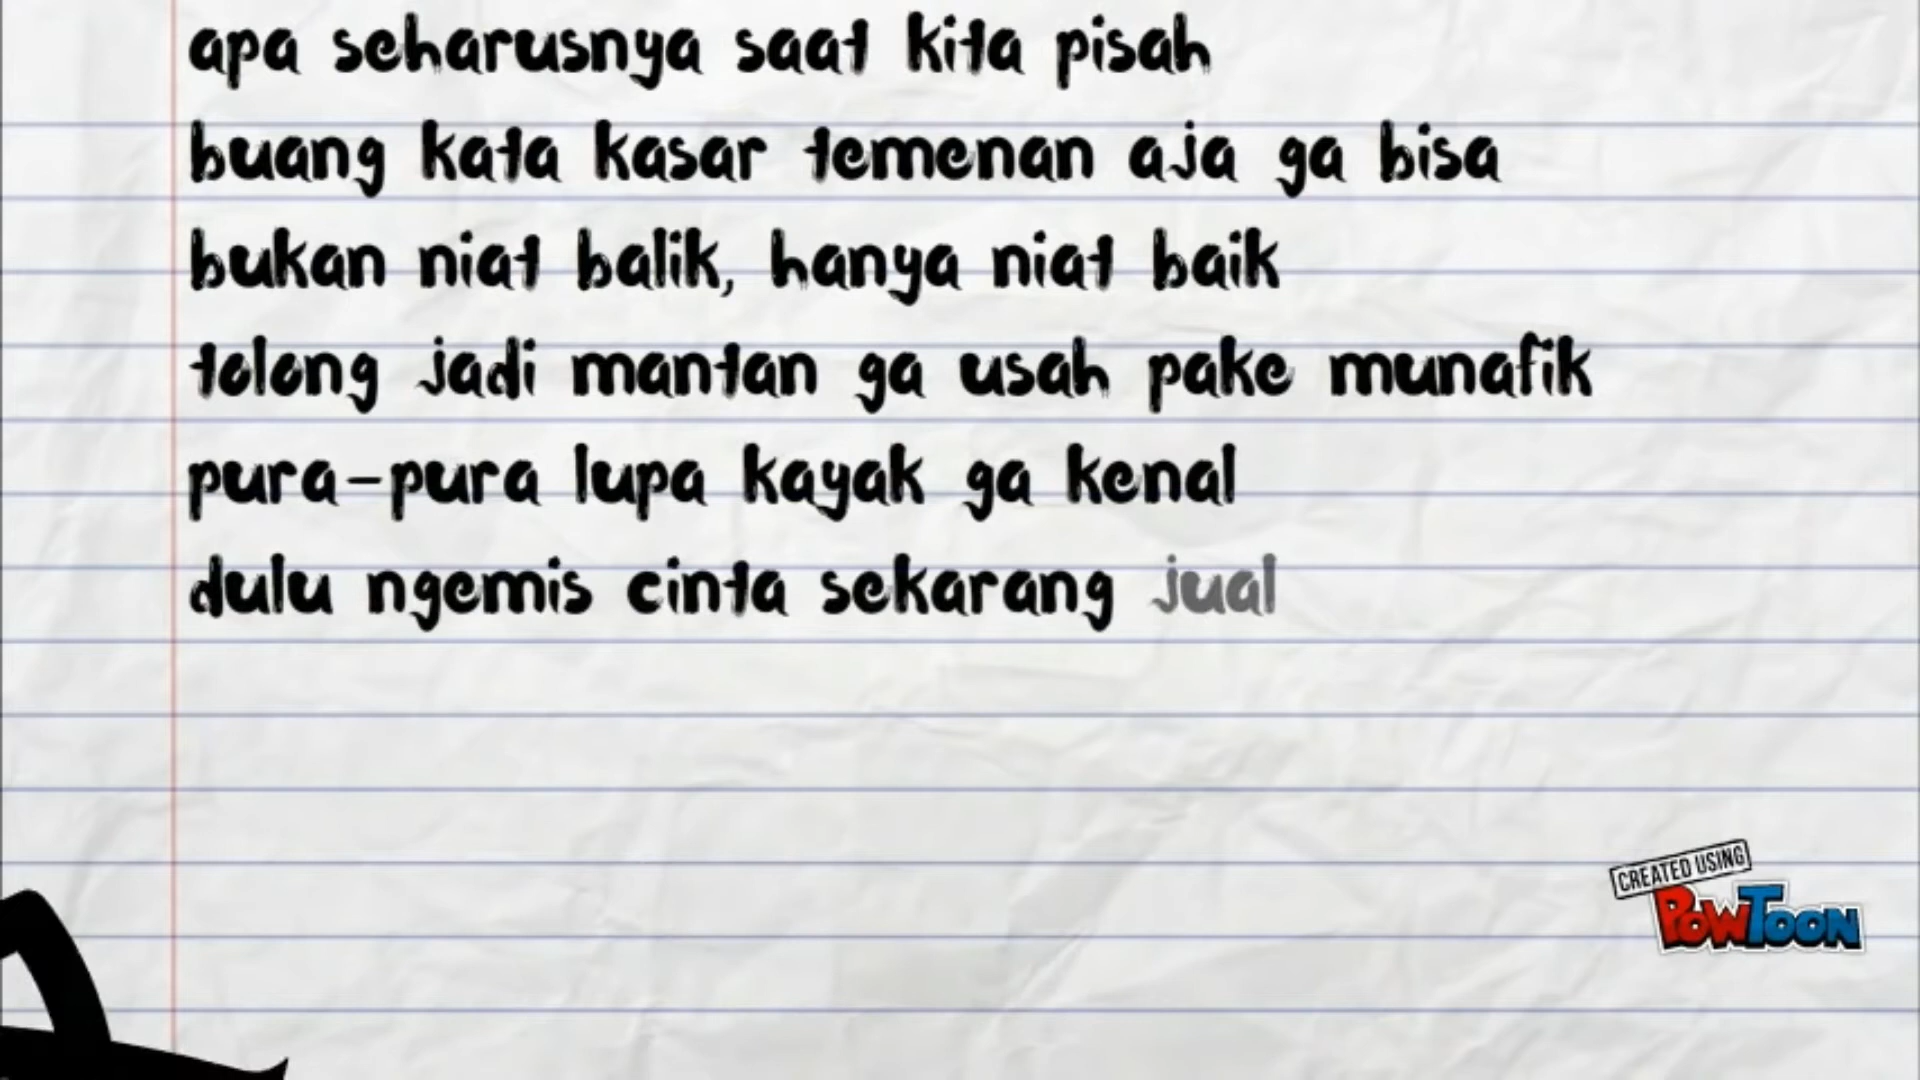 apa seharusnya saat kita pisah
buang kata kasar temenan aja ga bisa
bukan niat balik, hanya niat baik
tolong jadi mantan ga usah pake munafik
pura-pura lupa kayak ga kenal
dulu ngemis cinta sekarang jual
CREATED USING
POWTOON